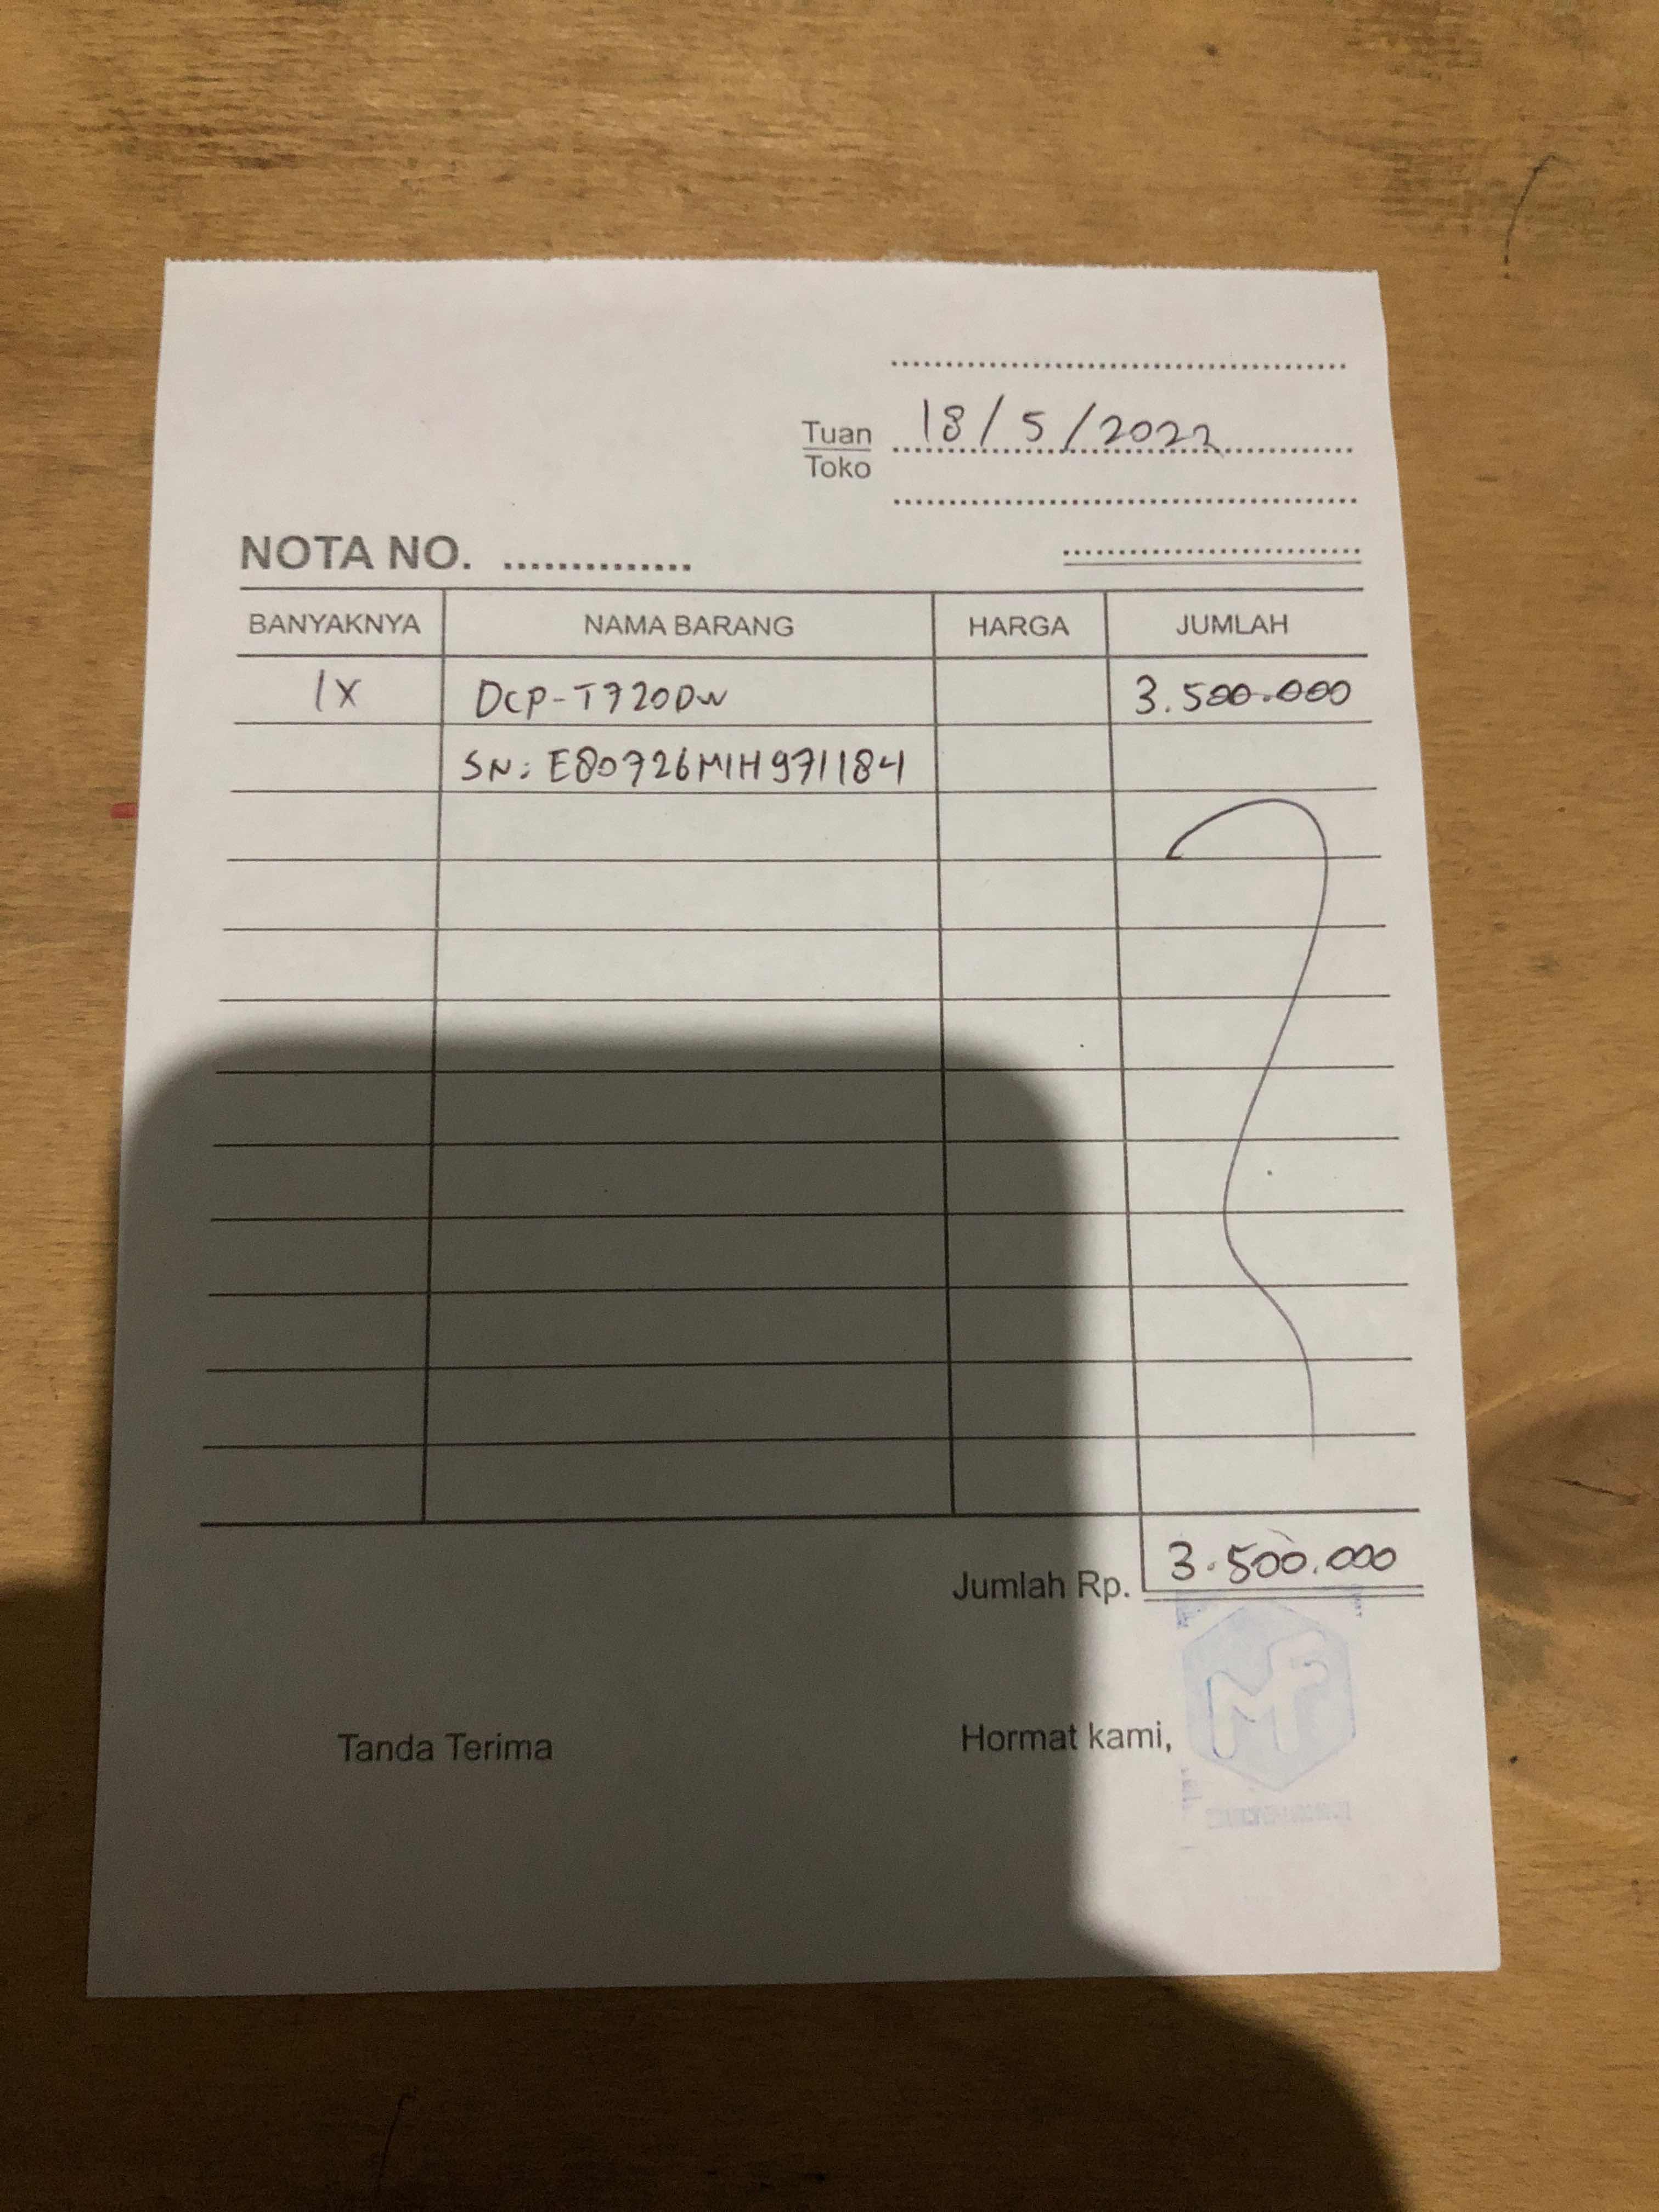 Tuan 18/5/2022
Toko
NOTA NO. ..............
BANYAKNYA NAMA BARANG HARGA JUMLAH
1X DCP-T720DW 3.500.000
SN: E80726M1H971184
Jumlah Rp. 3.500.000
Tanda Terima Hormat kami,
MF